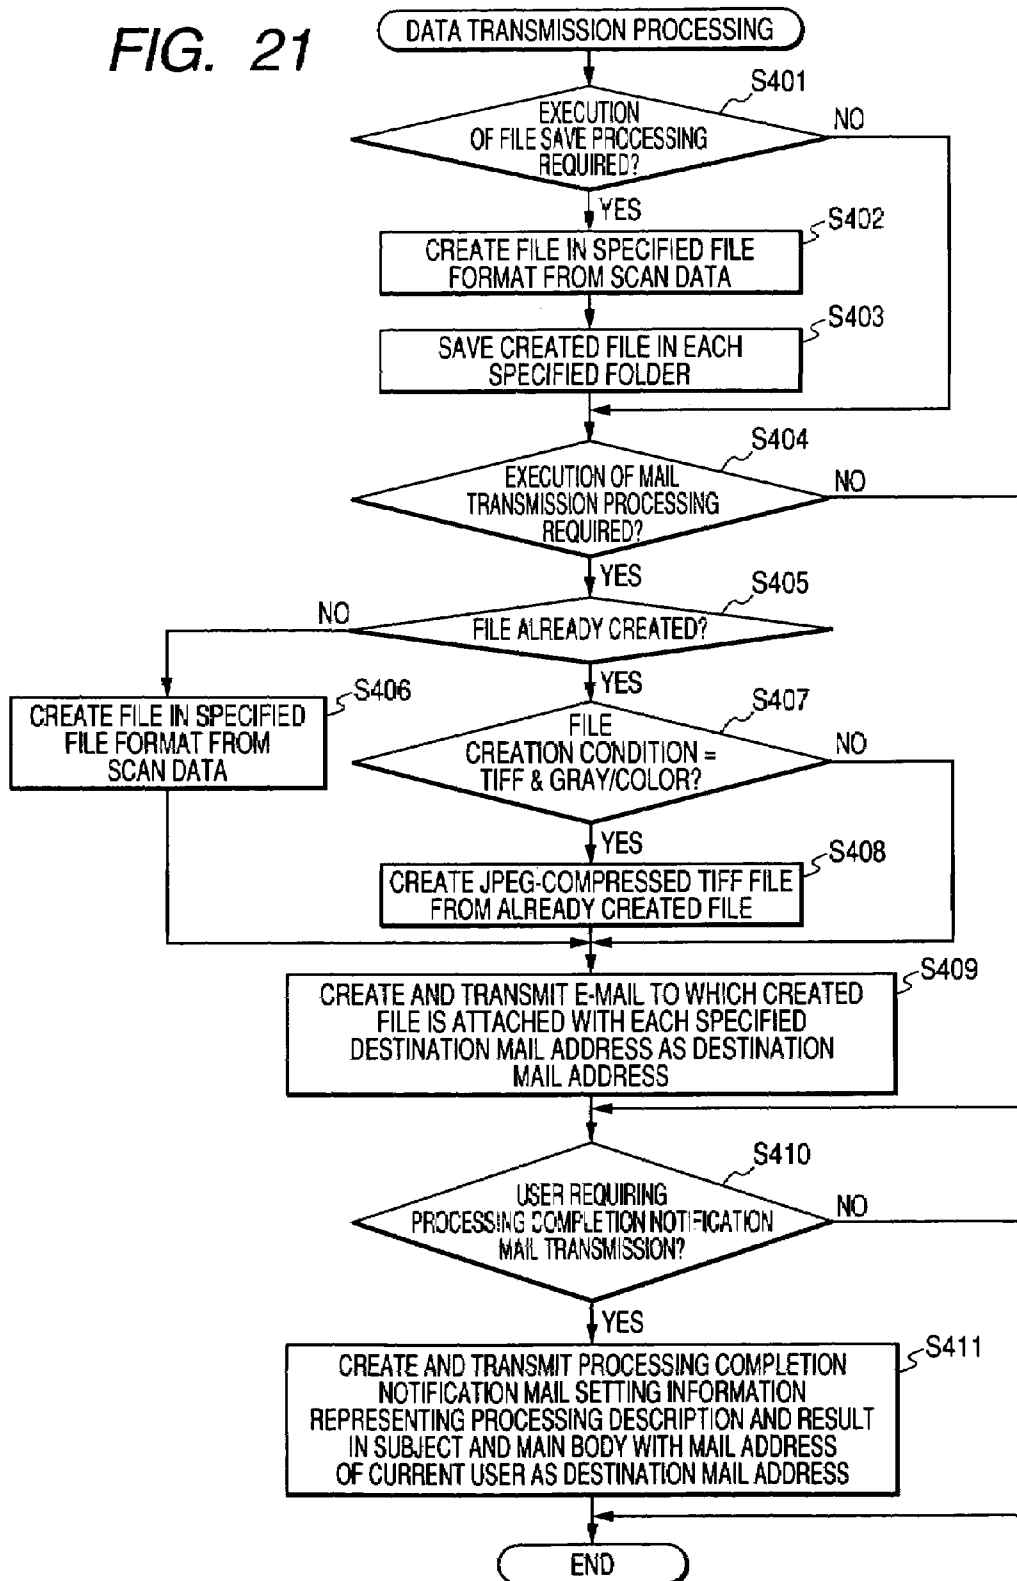 FIG. 21
DATA TRANSMISSION PROCESSING
S401
EXECUTION
OF FILE SAVE PROCESSING
REQUIRED?
NO
YES
S402
CREATE FILE IN SPECIFIED FILE
FORMAT FROM SCAN DATA
S403
SAVE CREATED FILE IN EACH
SPECIFIED FOLDER
S404
EXECUTION OF MAIL
TRANSMISSION PROCESSING
REQUIRED?
NO
YES
S405
NO
FILE ALREADY CREATED?
YES
S406
CREATE FILE IN SPECIFIED
FILE FORMAT FROM
SCAN DATA
S407
FILE
CREATION CONDITION =
TIFF & GRAY/COLOR?
NO
YES
S408
CREATE JPEG-COMPRESSED TIFF FILE
FROM ALREADY CREATED FILE
S409
CREATE AND TRANSMIT E-MAIL TO WHICH CREATED
FILE IS ATTACHED WITH EACH SPECIFIED
DESTINATION MAIL ADDRESS AS DESTINATION
MAIL ADDRESS
S410
USER REQUIRING
PROCESSING COMPLETION NOTIFICATION
MAIL TRANSMISSION?
NO
YES
S411
CREATE AND TRANSMIT PROCESSING COMPLETION
NOTIFICATION MAIL SETTING INFORMATION
REPRESENTING PROCESSING DESCRIPTION AND RESULT
IN SUBJECT AND MAIN BODY WITH MAIL ADDRESS
OF CURRENT USER AS DESTINATION MAIL ADDRESS
END